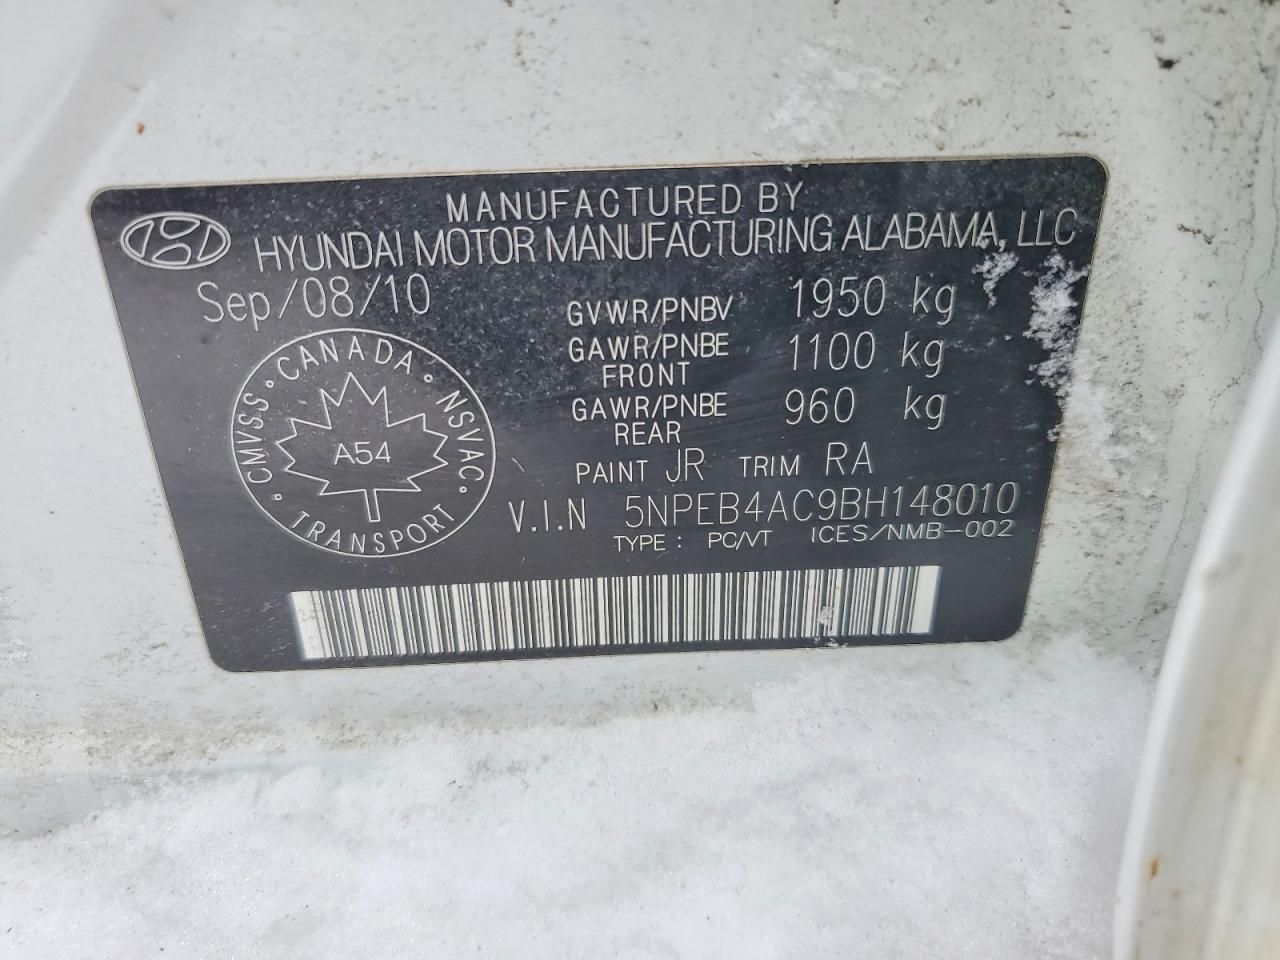 MANUFACTURED BY
HYUNDAI MOTOR MANUFACTURING ALABAMA, LLC
Sep/08/10
GVWR/PNBV 1950 kg
GAWR/PNBE 1100 kg
FRONT
GAWR/PNBE 960 kg
REAR
CANADA · NSVAC · TRANSPORT · CMVSS ·
A54
PAINT JR TRIM RA
V.I.N 5NPEB4AC9BH148010
TYPE : PC/VT ICES/NMB-002